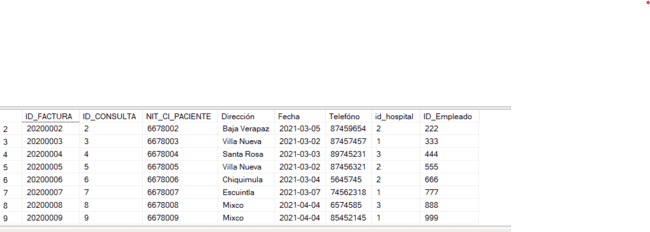 ID_FACTURA ID_CONSULTA NIT_CI_PACIENTE Dirección Fecha Telefóno id_hospital ID_Empleado
2 20200002 2 6678002 Baja Verapaz 2021-03-05 87459654 2 222
3 20200003 3 6678003 Villa Nueva 2021-03-02 87457457 1 333
4 20200004 4 6678004 Santa Rosa 2021-03-03 89745231 3 444
5 20200005 5 6678005 Villa Nueva 2021-03-02 87456321 2 555
6 20200006 6 6678006 Chiquimula 2021-03-04 5645745 2 666
7 20200007 7 6678007 Escuintla 2021-03-07 74562318 1 777
8 20200008 8 6678008 Mixco 2021-04-04 6574585 3 888
9 20200009 9 6678009 Mixco 2021-04-04 85452145 1 999